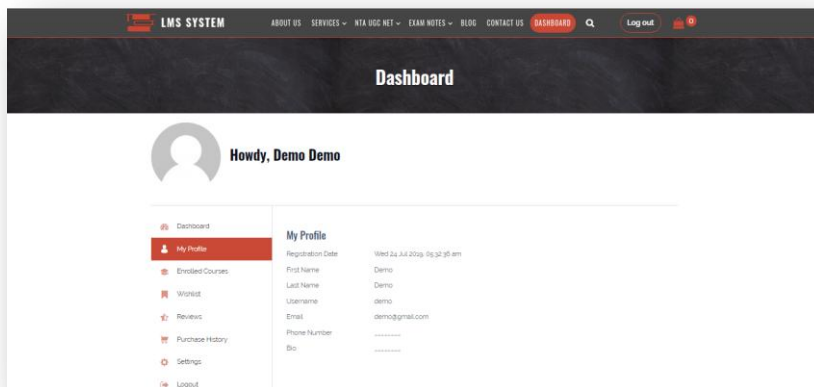 LMS SYSTEM
ABOUT US SERVICES NTA UGC NET EXAM NOTES BLOG CONTACT US DASHBOARD Log out 0
Dashboard
Howdy, Demo Demo
Dashboard
My Profile
Enrolled Courses
Wishlist
Reviews
Purchase History
Settings
Logout
My Profile
Registration Date Wed 24 Jul 2019, 05:32:36 am
First Name Demo
Last Name Demo
Username demo
Email demo@gmail.com
Phone Number ________
Bio ________